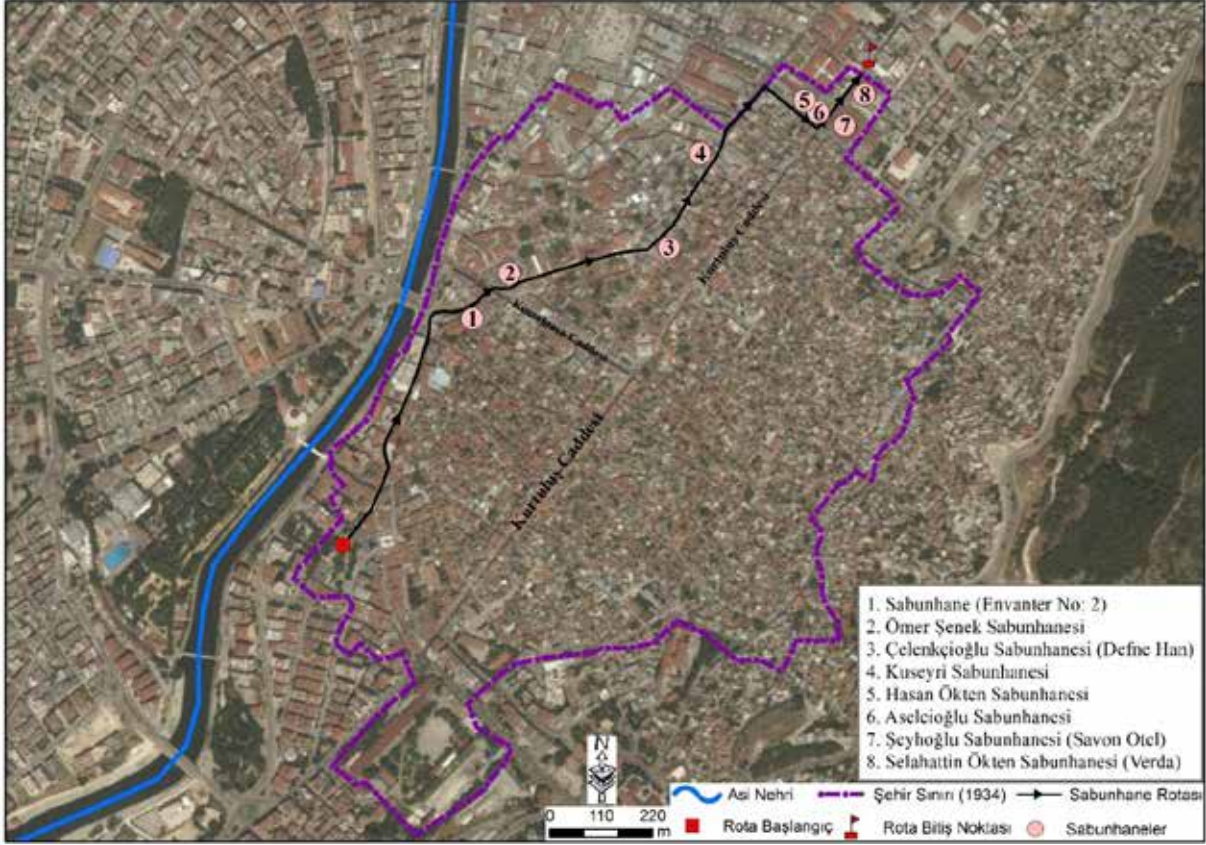 5
6
8
7
4
3
2
1
Kurtuluş Caddesi
Kurtuluş Caddesi
1. Sabunhane (Envanter No: 2)
2. Ömer Şenek Sabunhanesi
3. Çelenkçioğlu Sabunhanesi (Defne Han)
4. Kuseyri Sabunhanesi
5. Hasan Ökten Sabunhanesi
6. Aselcioğlu Sabunhanesi
7. Şeyhoğlu Sabunhanesi (Savon Otel)
8. Selahattin Ökten Sabunhanesi (Verda)
N
0 110 220
m
Asi Nehri Şehir Sınırı (1934) Sabunhane Rotası
Rota Başlangıç Rota Bitiş Noktası Sabunhaneler